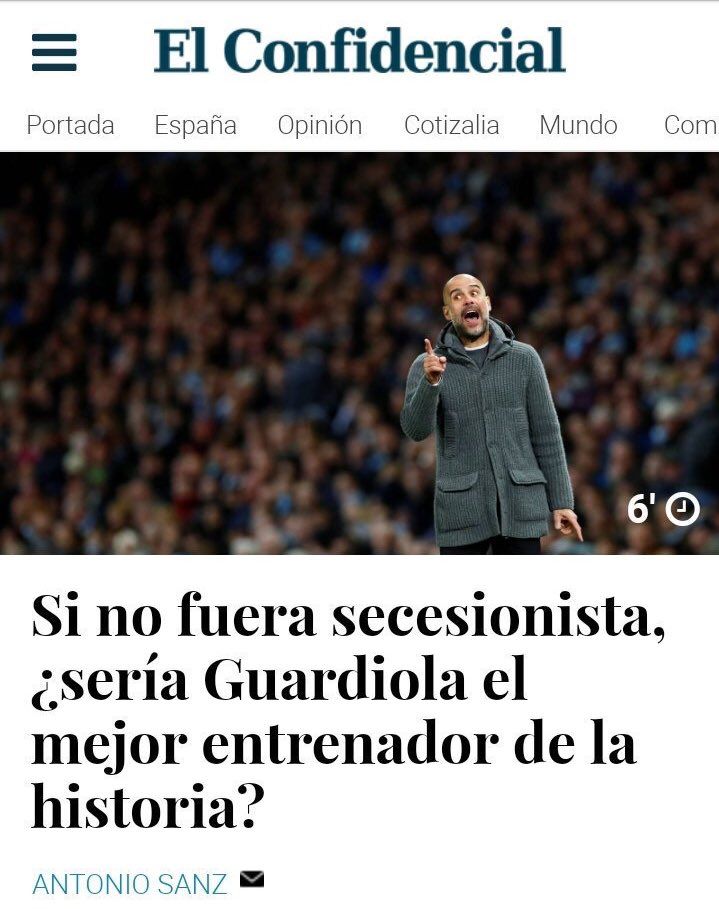 El Confidencial
Portada España Opinión Cotizalia Mundo Com
6'
Si no fuera secesionista,
¿sería Guardiola el
mejor entrenador de la
historia?
ANTONIO SANZ